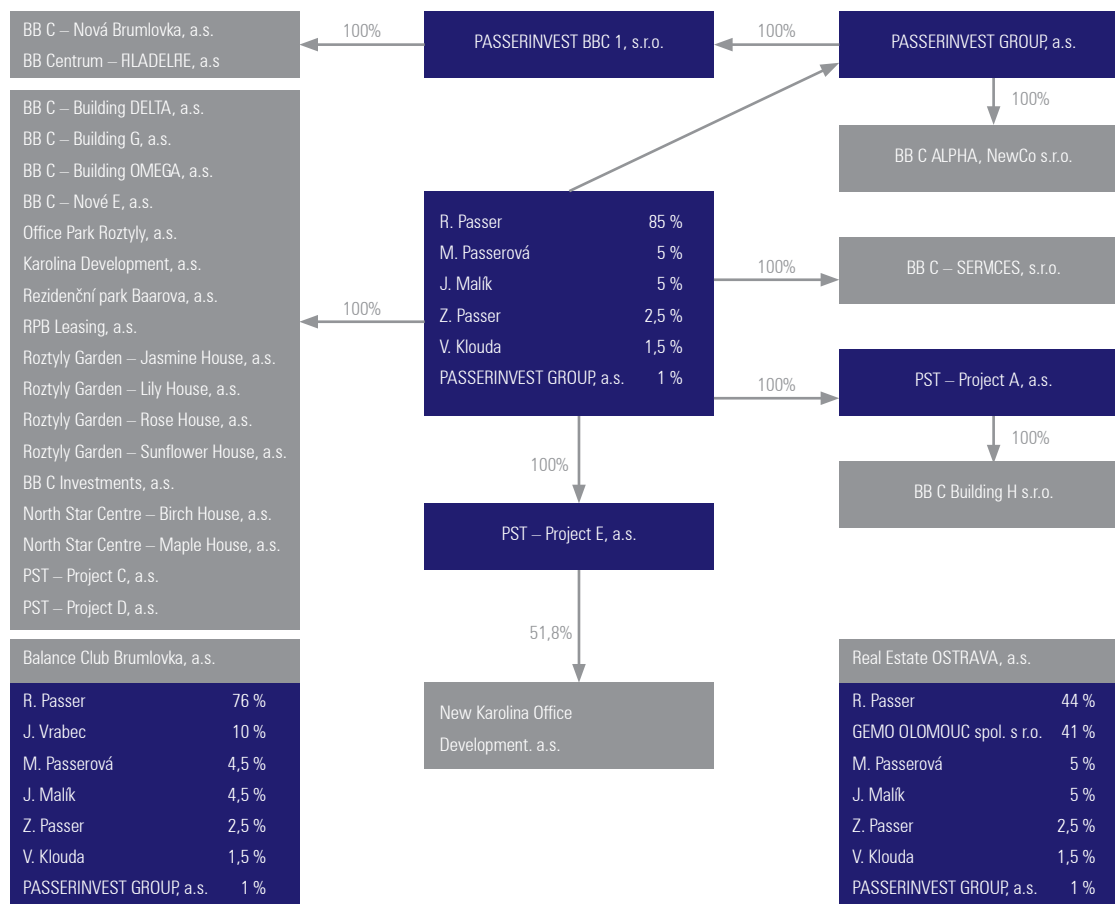 BB C – Nová Brumlovka, a.s.
BB Centrum – FILADELFIE, a.s
100%
PASSERINVEST BBC 1, s.r.o.
100%
PASSERINVEST GROUP, a.s.
100%
BB C ALPHA, NewCo s.r.o.
BB C – Building DELTA, a.s.
BB C – Building G, a.s.
BB C – Building OMEGA, a.s.
BB C – Nové E, a.s.
Office Park Roztyly, a.s.
Karolina Development, a.s.
Rezidenční park Baarova, a.s.
RPB Leasing, a.s.
Roztyly Garden – Jasmine House, a.s.
Roztyly Garden – Lily House, a.s.
Roztyly Garden – Rose House, a.s.
Roztyly Garden – Sunflower House, a.s.
BB C Investments, a.s.
North Star Centre – Birch House, a.s.
North Star Centre – Maple House, a.s.
PST – Project C, a.s.
PST – Project D, a.s.
100%
R. Passer 85 %
M. Passerová 5 %
J. Malík 5 %
Z. Passer 2,5 %
V. Klouda 1,5 %
PASSERINVEST GROUP, a.s. 1 %
100%
BB C – SERVICES, s.r.o.
100%
PST – Project A, a.s.
100%
BB C Building H s.r.o.
100%
PST – Project E, a.s.
51,8%
New Karolina Office
Development. a.s.
Balance Club Brumlovka, a.s.
R. Passer 76 %
J. Vrabec 10 %
M. Passerová 4,5 %
J. Malík 4,5 %
Z. Passer 2,5 %
V. Klouda 1,5 %
PASSERINVEST GROUP, a.s. 1 %
Real Estate OSTRAVA, a.s.
R. Passer 44 %
GEMO OLOMOUC spol. s r.o. 41 %
M. Passerová 5 %
J. Malík 5 %
Z. Passer 2,5 %
V. Klouda 1,5 %
PASSERINVEST GROUP, a.s. 1 %